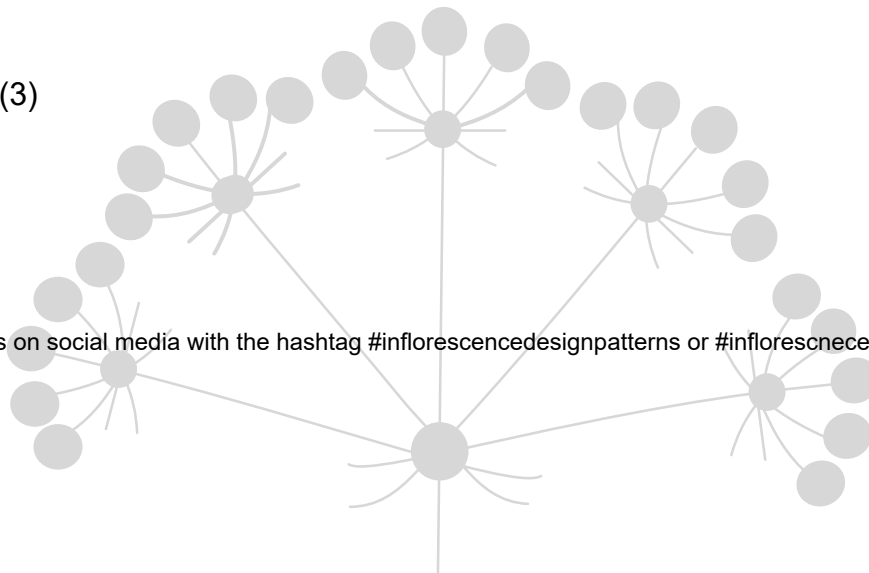 (3)
s on social media with the hashtag #inflorescencedesignpatterns or #inflorescnece